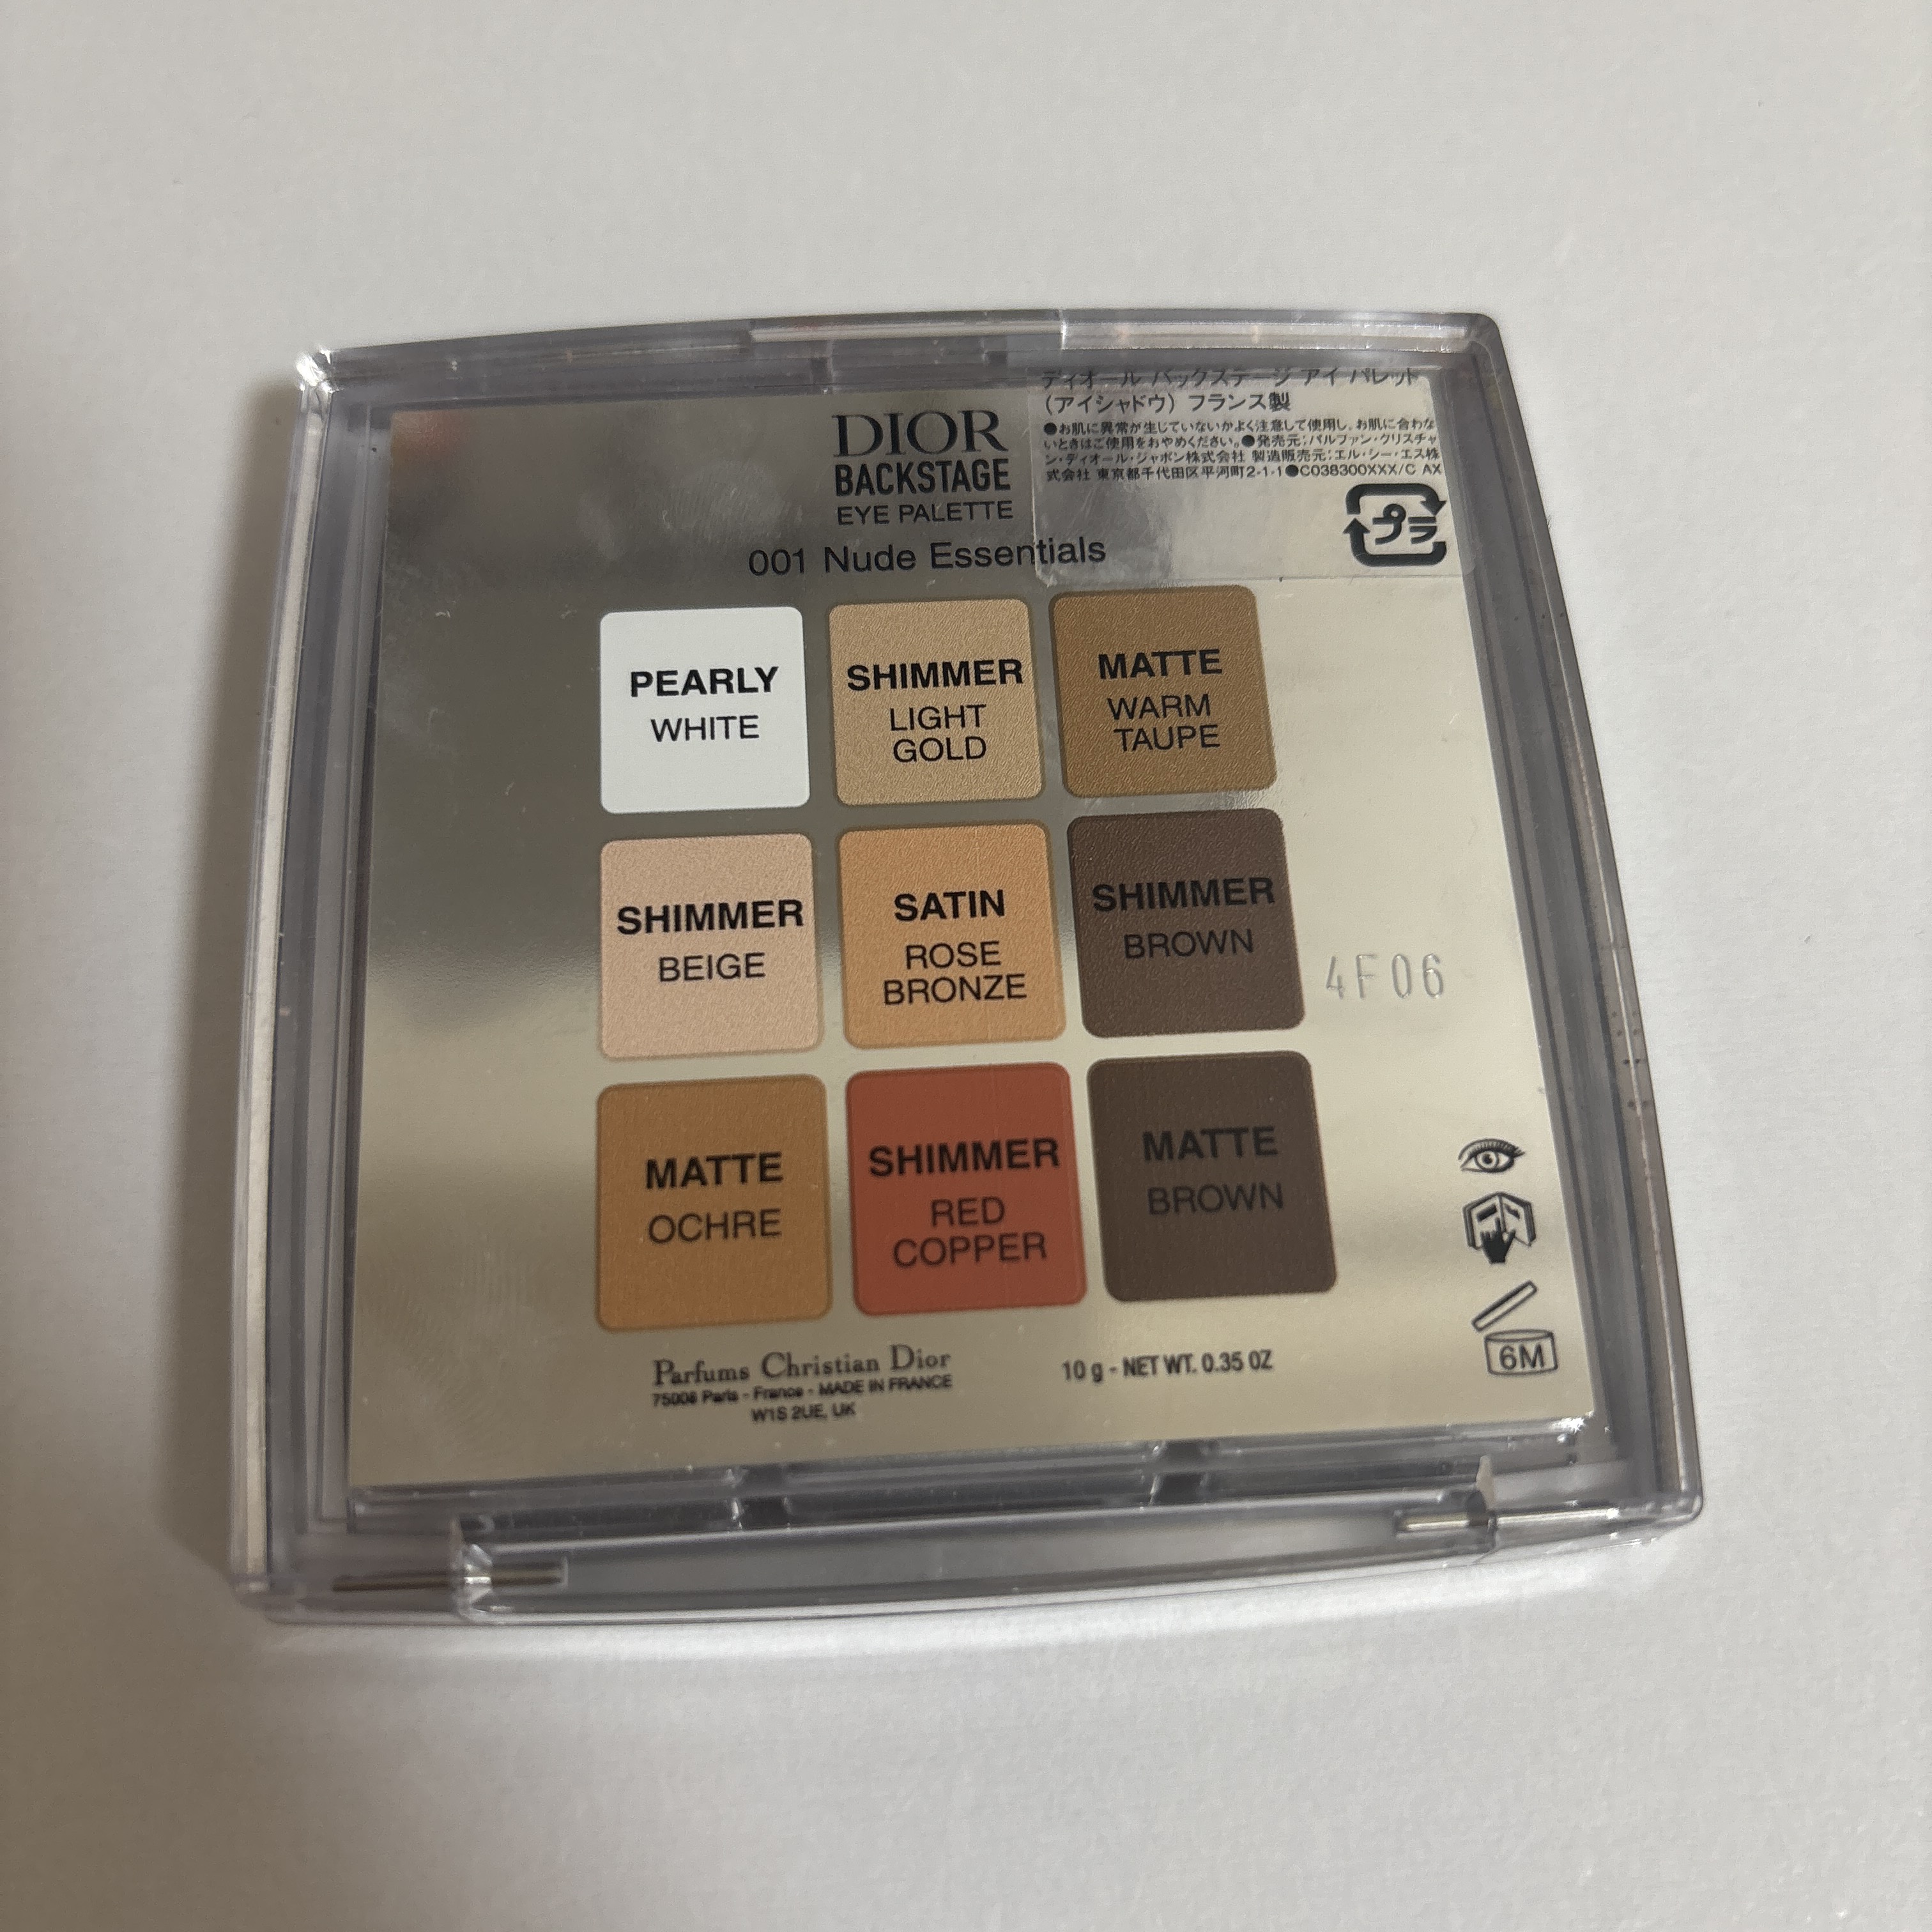 ディオール バックステージ アイ パレット
（アイシャドウ） フランス製
●お肌に異常が生じていないかよく注意して使用し、お肌に合わな
いときはご使用をおやめください。●発売元：パルファン・クリスチャ
ン・ディオール・ジャポン株式会社 製造販売元：エル・シー・エス株
式会社 東京都千代田区平河町2-1-1●C038300XXX/C AX
プラ
DIOR
BACKSTAGE
EYE PALETTE
001 Nude Essentials
PEARLY
WHITE
SHIMMER
LIGHT
GOLD
MATTE
WARM
TAUPE
SHIMMER
BEIGE
SATIN
ROSE
BRONZE
SHIMMER
BROWN
4F06
MATTE
OCHRE
SHIMMER
RED
COPPER
MATTE
BROWN
Parfums Christian Dior
75008 Paris - France - MADE IN FRANCE
W1S 2UE, UK
10 g - NET WT. 0.35 OZ
6M